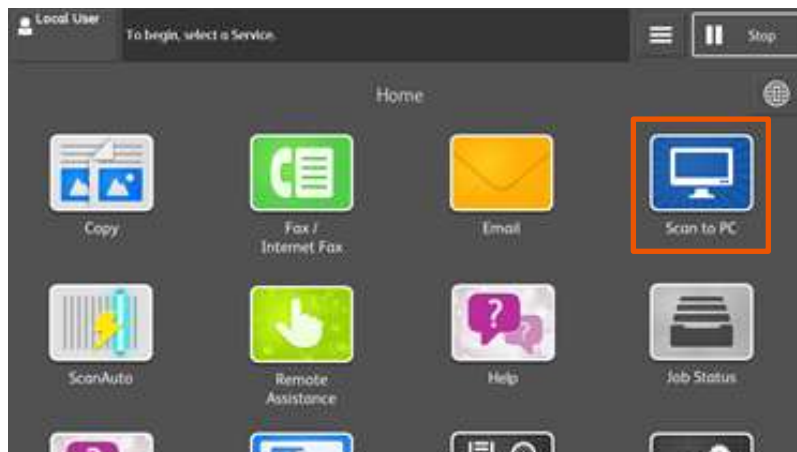 Local User
To begin, select a Service.
Stop
Home
Copy
Fax /
Internet Fax
Email
Scan to PC
ScanAuto
Remote
Assistance
Help
Job Status